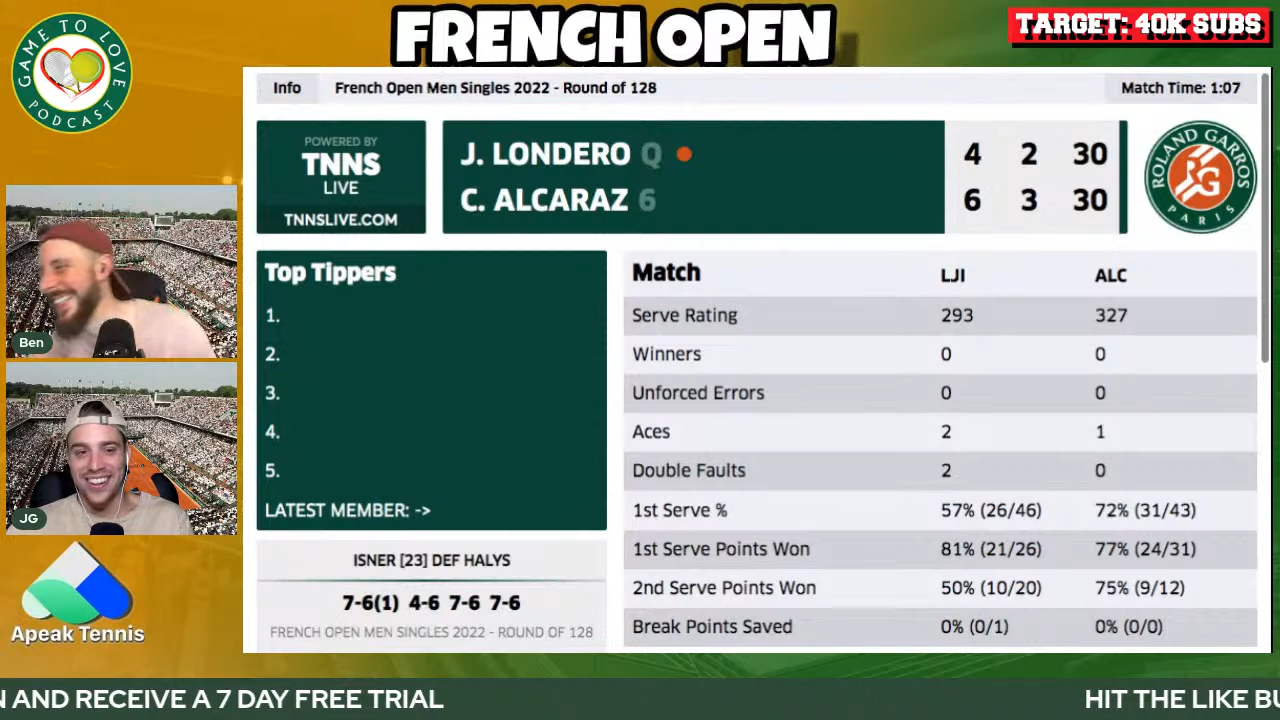 GAME TO LOVE
PODCAST
FRENCH OPEN
TARGET: 40K SUBS
Info French Open Men Singles 2022 - Round of 128 Match Time: 1:07
POWERED BY
TNNS
LIVE
TNNSLIVE.COM
J. LONDERO Q 4 2 30
C. ALCARAZ 6 6 3 30
ROLAND GARROS
RG
PARIS
Ben
JG
Apeak Tennis
Top Tippers
1.
2.
3.
4.
5.
LATEST MEMBER: ->
ISNER [23] DEF HALYS
7-6(1) 4-6 7-6 7-6
FRENCH OPEN MEN SINGLES 2022 - ROUND OF 128
Match LJI ALC
Serve Rating 293 327
Winners 0 0
Unforced Errors 0 0
Aces 2 1
Double Faults 2 0
1st Serve % 57% (26/46) 72% (31/43)
1st Serve Points Won 81% (21/26) 77% (24/31)
2nd Serve Points Won 50% (10/20) 75% (9/12)
Break Points Saved 0% (0/1) 0% (0/0)
N AND RECEIVE A 7 DAY FREE TRIAL HIT THE LIKE BU